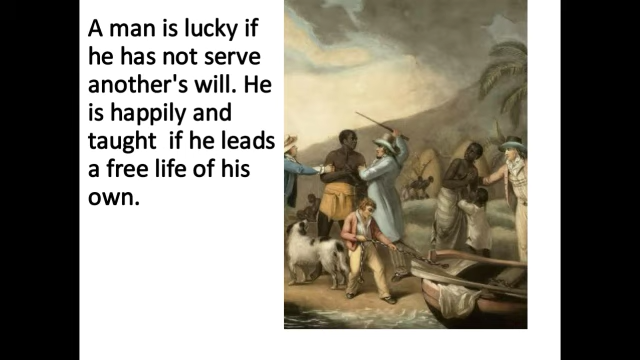 A man is lucky if
he has not serve
another's will. He
is happily and
taught  if he leads
a free life of his
own.